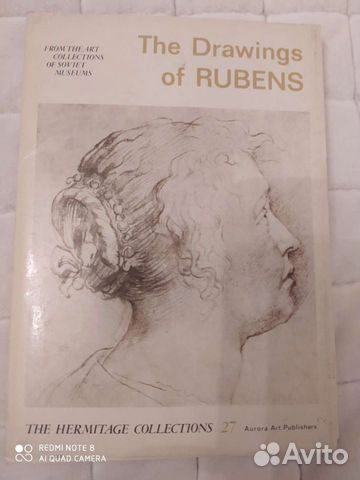 FROM THE ART
COLLECTIONS
OF SOVIET
MUSEUMS
The Drawings
of RUBENS
THE HERMITAGE COLLECTIONS 27 Aurora Art Publishers
REDMI NOTE 8
AI QUAD CAMERA
Avito